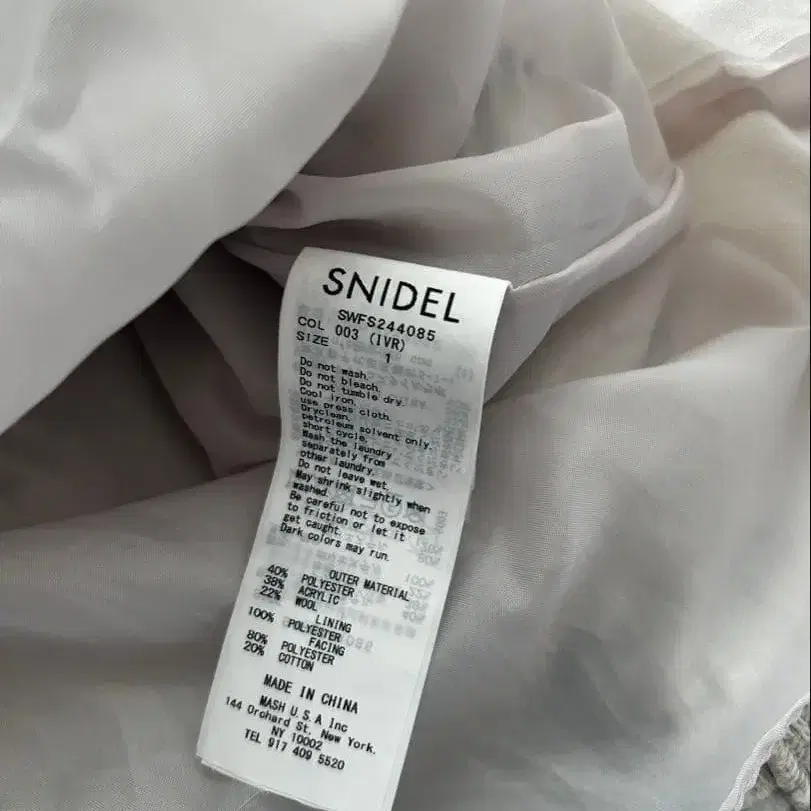 SNIDEL
SWFS244085
COL 003 (IVR)
SIZE 1
Do not wash.
Do not bleach.
Do not tumble dry.
Cool iron.
use press cloth.
Dryclean.
petroleum solvent only.
short cycle.
Wash the laundry
separately from
other laundry.
Do not leave wet.
May shrink slightly when
washed.
Be careful not to expose
to friction or let it
get caught.
Dark colors may run.
OUTER MATERIAL
40% POLYESTER
38% ACRYLIC
22% WOOL
LINING
100% POLYESTER
FACING
80% POLYESTER
20% COTTON
MADE IN CHINA
MASH U.S.A Inc
144 Orchard St. New York.
NY 10002
TEL 917 409 5520